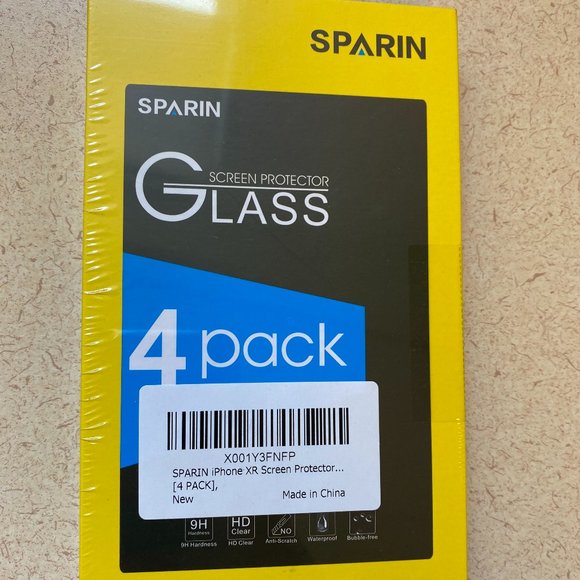 SPARIN
SPARIN
SCREEN PROTECTOR
GLASS
4 pack
X001Y3FNFP
SPARIN iPhone XR Screen Protector...
[4 PACK],
New Made in China
9H HD NO
Hardness Clear
9H Hardness HD Clear Anti-Scratch Waterproof Bubble-free